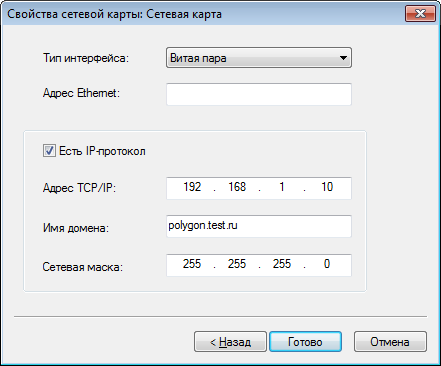 Свойства сетевой карты: Сетевая карта
Тип интерфейса: Витая пара
Адрес Ethernet:
Есть IP-протокол
Адрес TCP/IP: 192 . 168 . 1 . 10
Имя домена: polygon.test.ru
Сетевая маска: 255 . 255 . 255 . 0
< Назад Готово Отмена